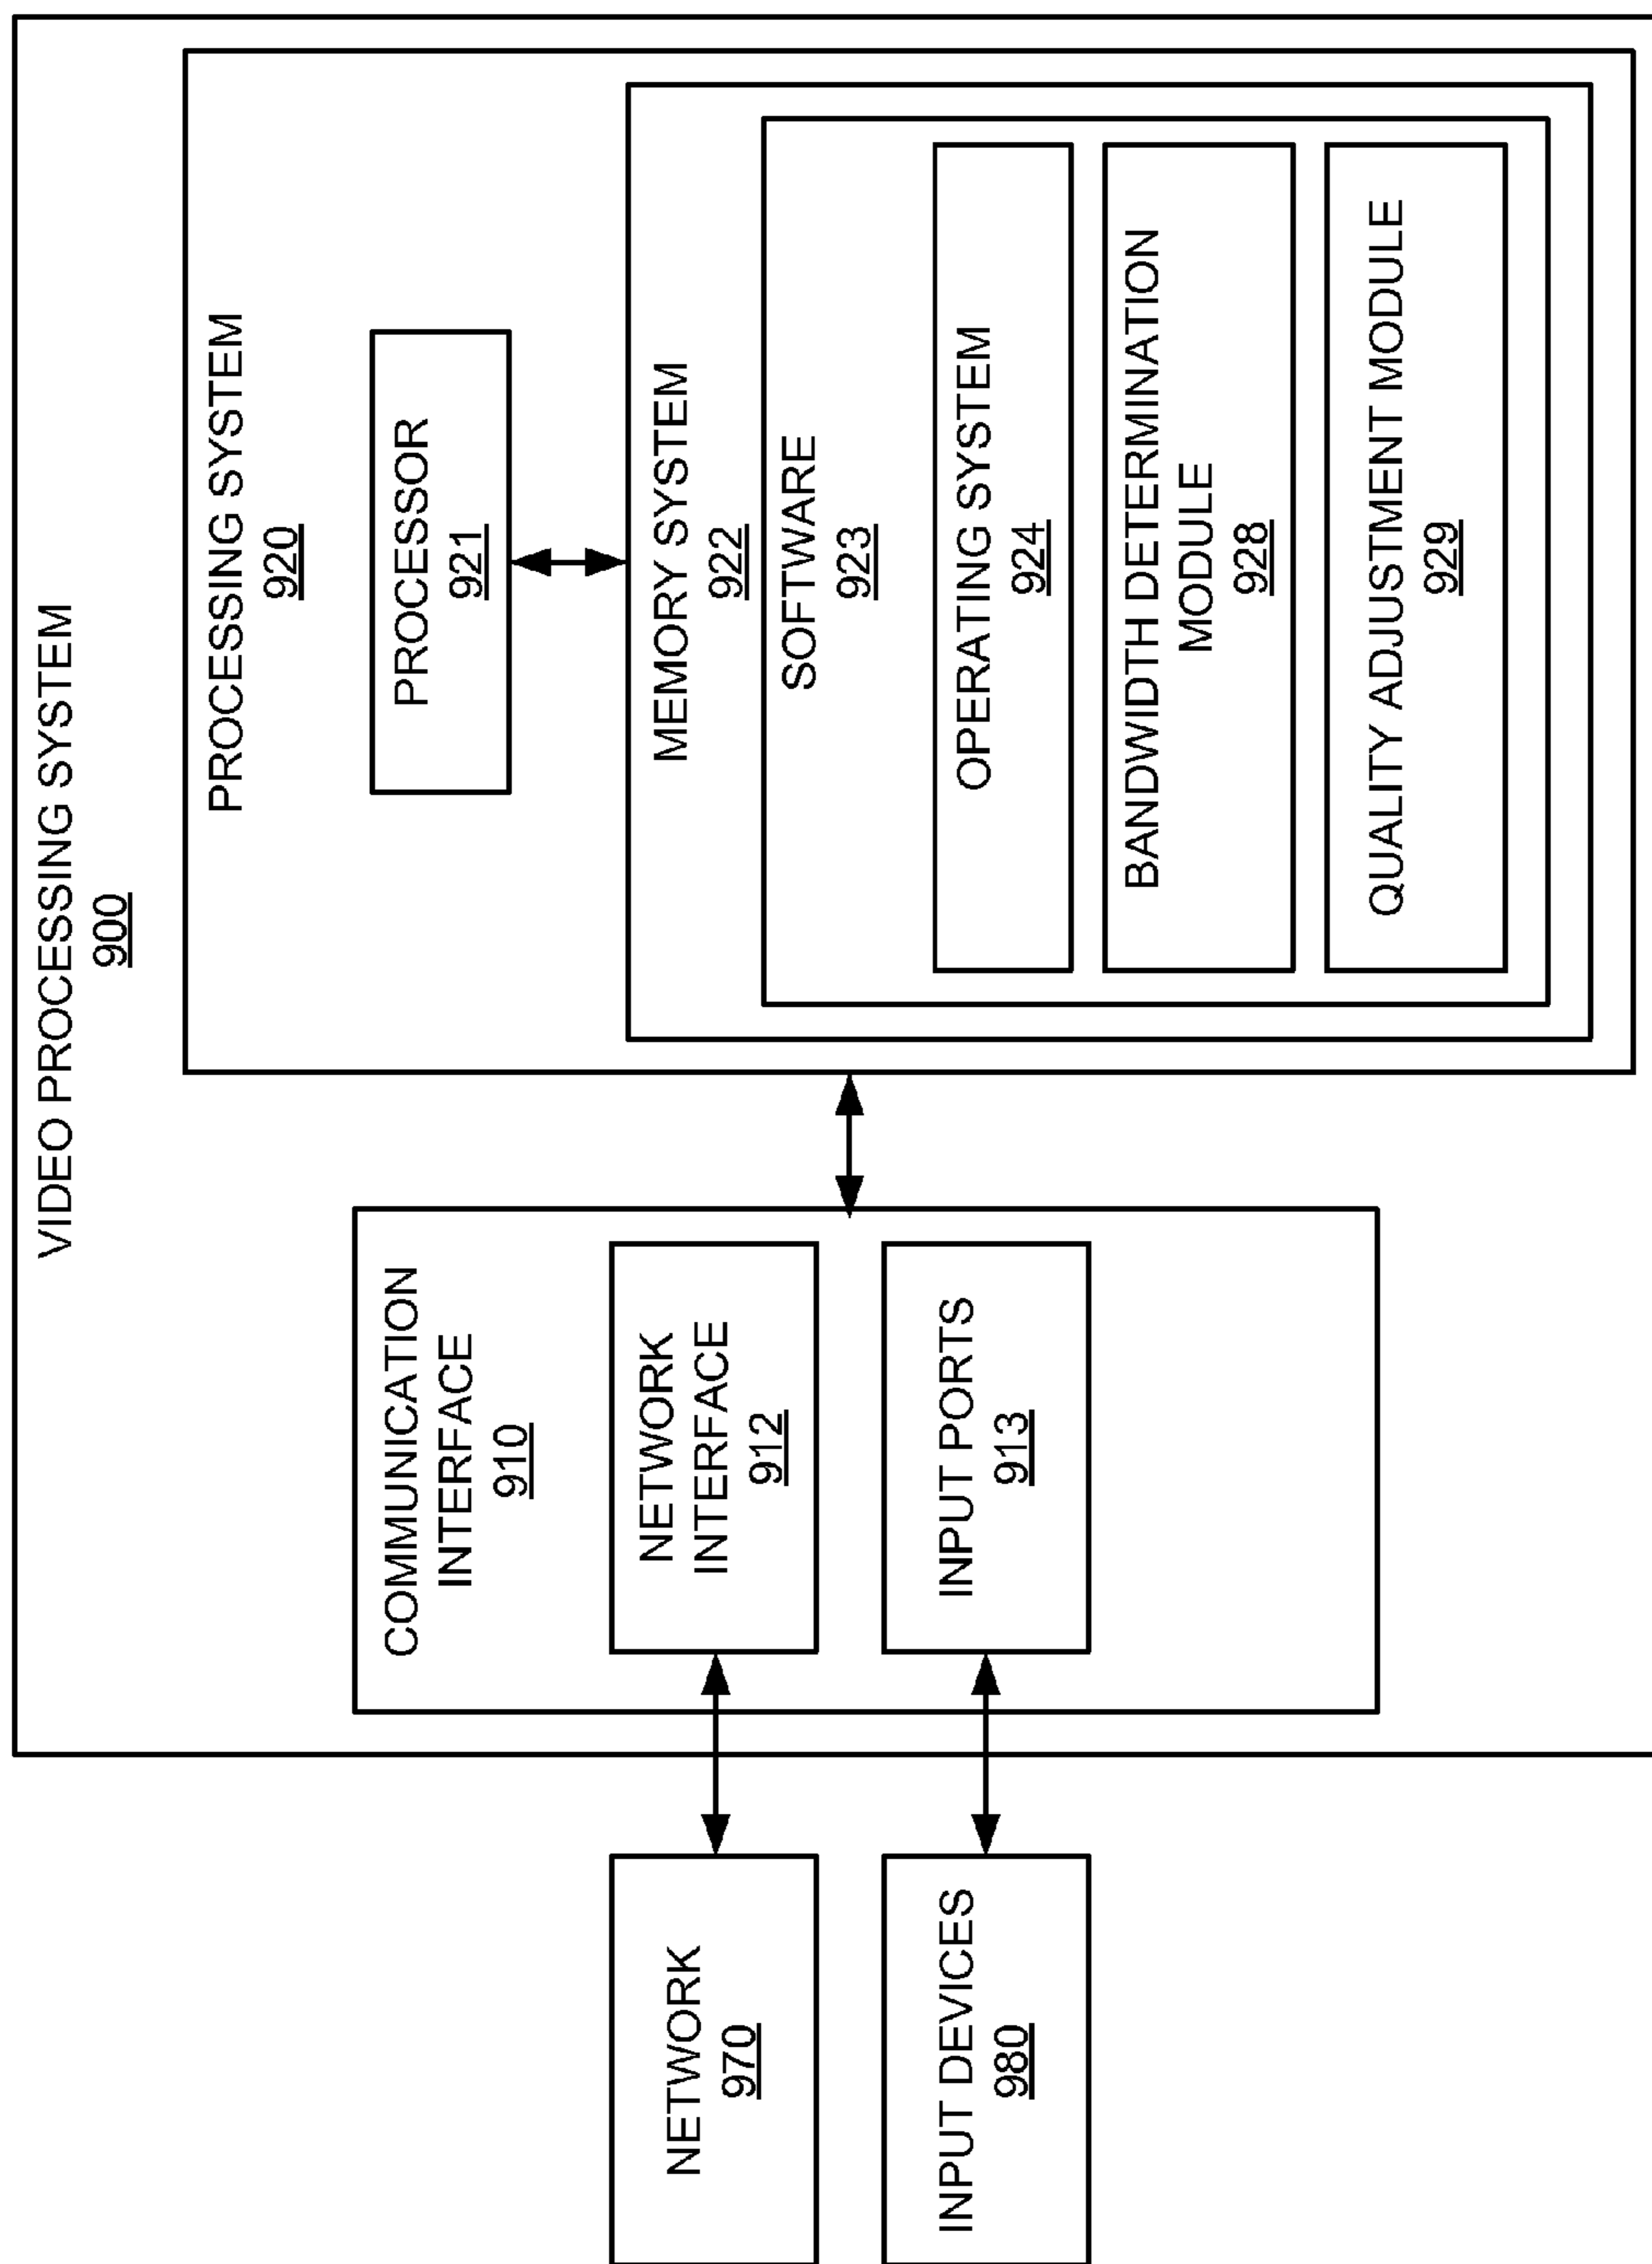 VIDEO PROCESSING SYSTEM
900
NETWORK
970
INPUT DEVICES
980
COMMUNICATION
INTERFACE
910
NETWORK
INTERFACE
912
INPUT PORTS
913
PROCESSING SYSTEM
920
PROCESSOR
921
MEMORY SYSTEM
922
SOFTWARE
923
OPERATING SYSTEM
924
BANDWIDTH DETERMINATION
MODULE
928
QUALITY ADJUSTMENT MODULE
929